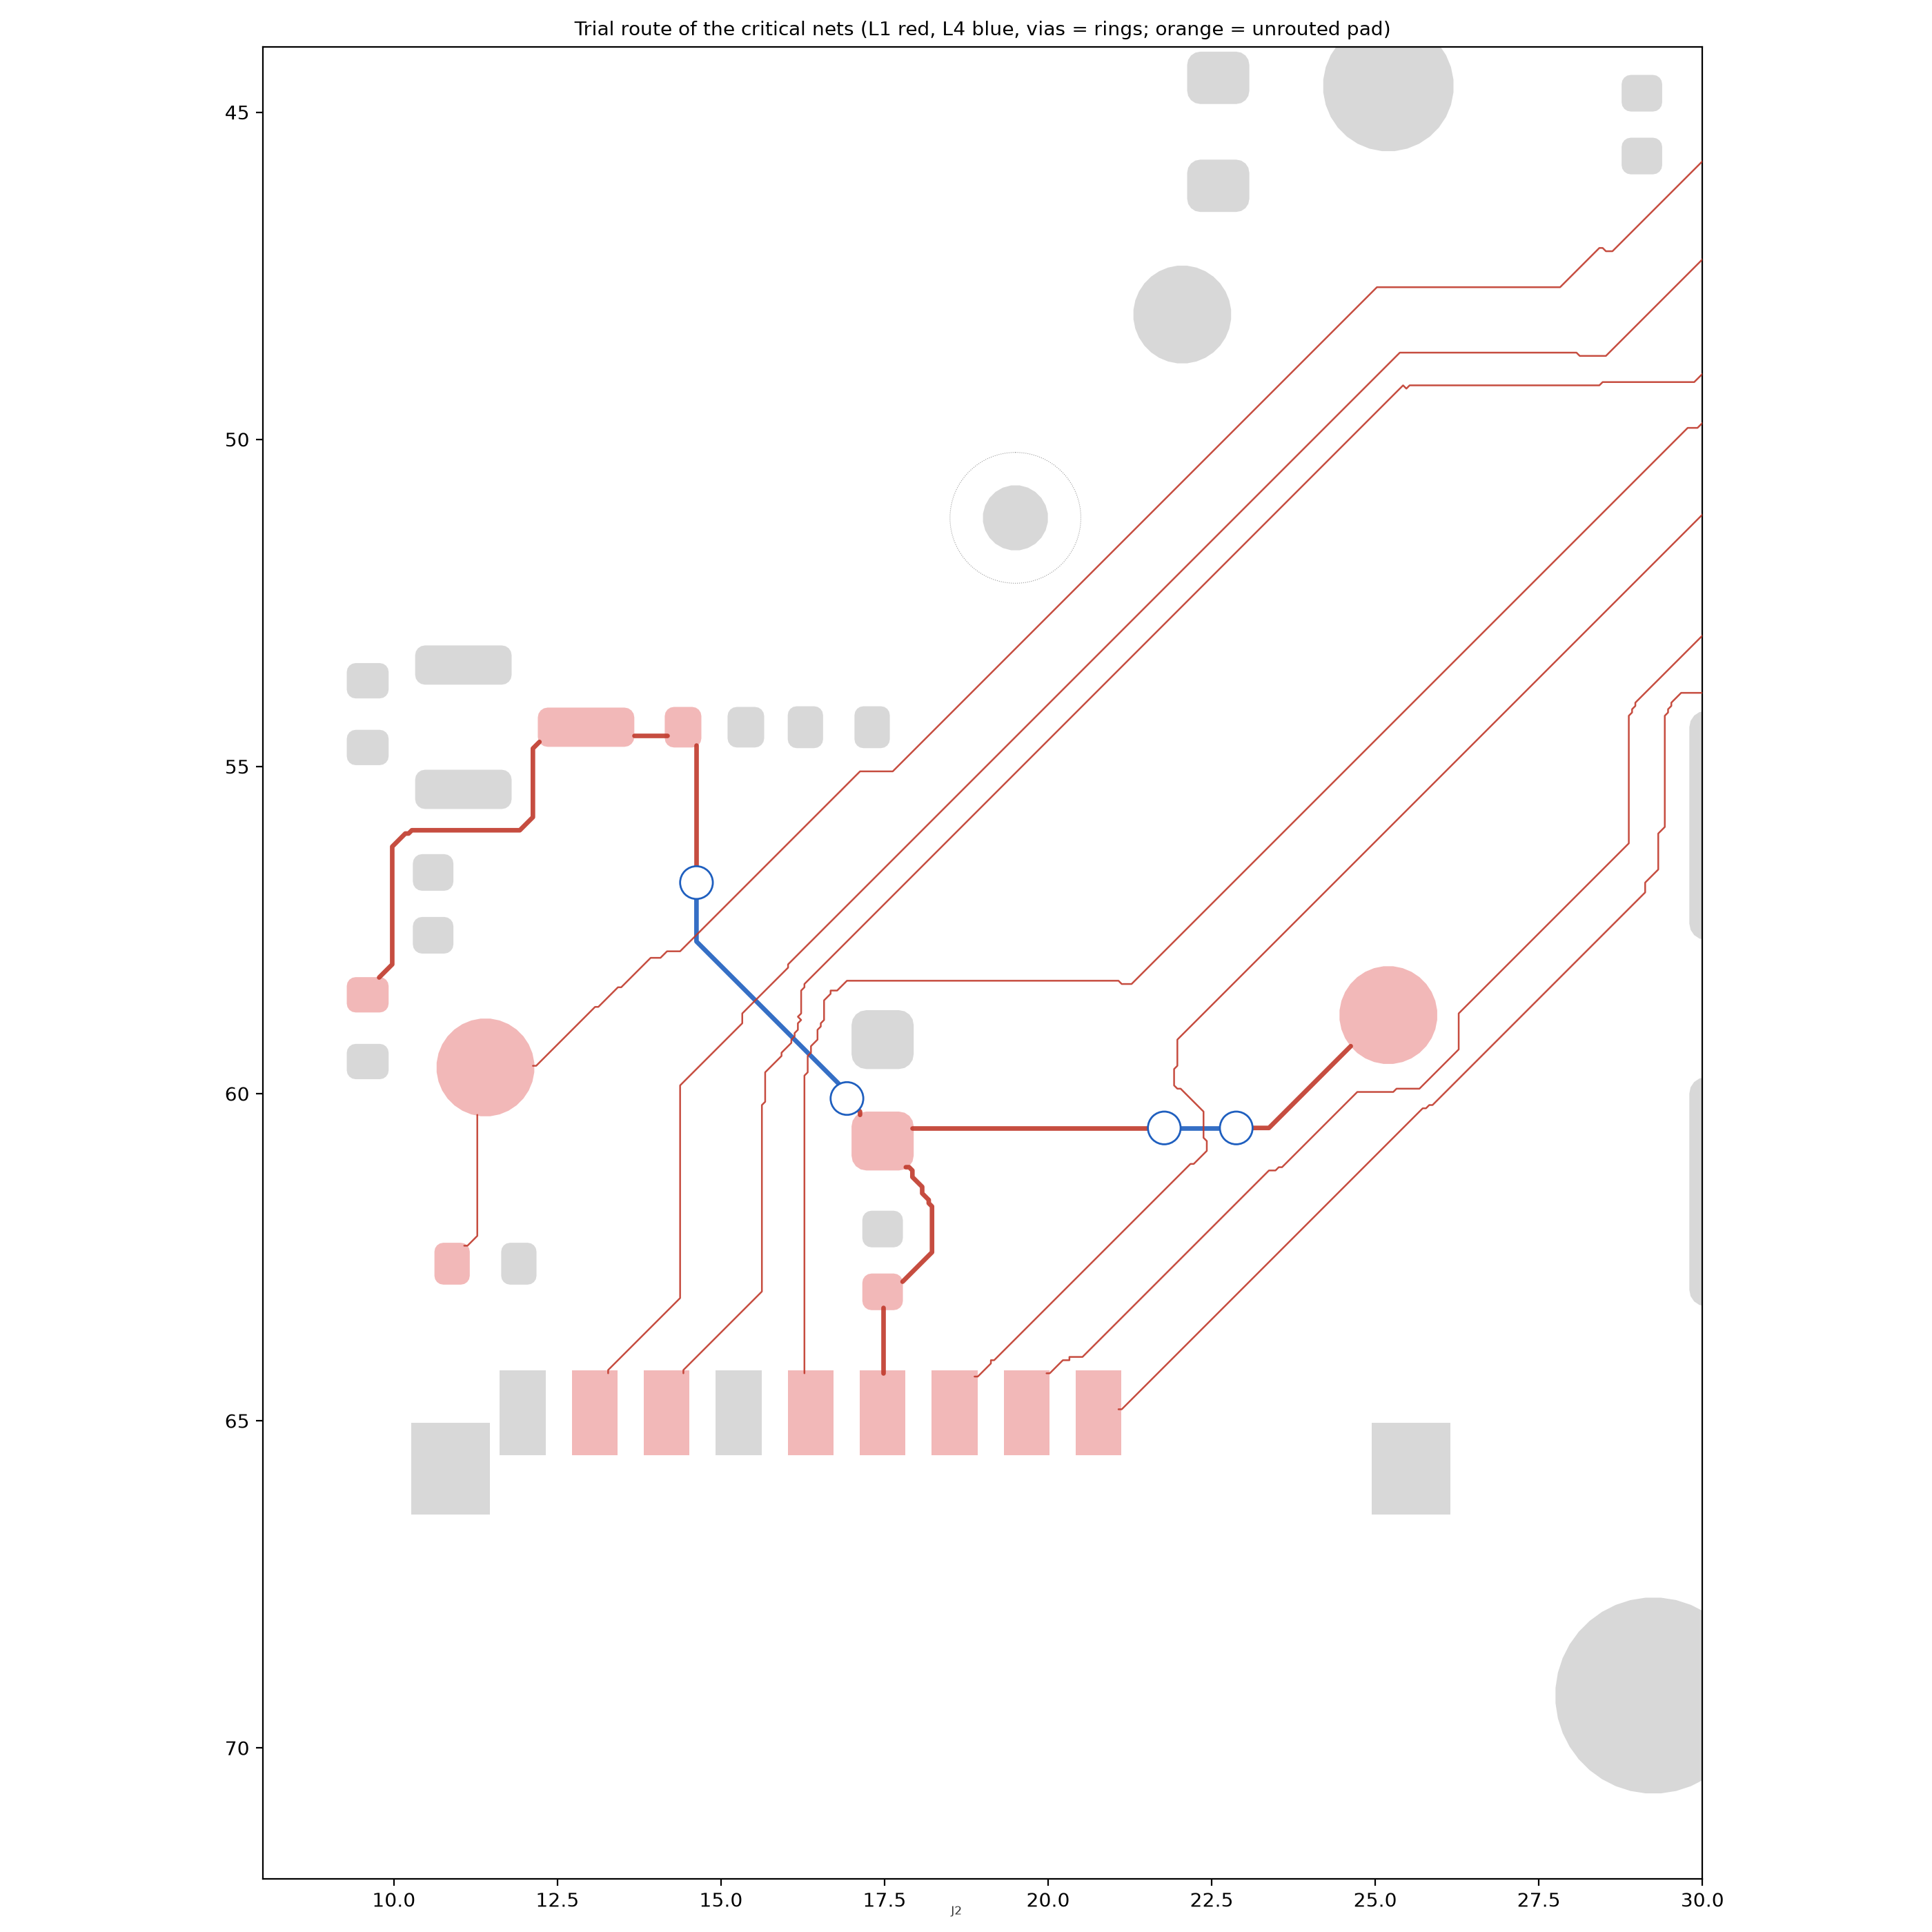 Trial route of the critical nets (L1 red, L4 blue, vias = rings; orange = unrouted pad)
45
50
55
60
65
70
10.0 12.5 15.0 17.5 20.0 22.5 25.0 27.5 30.0
J2